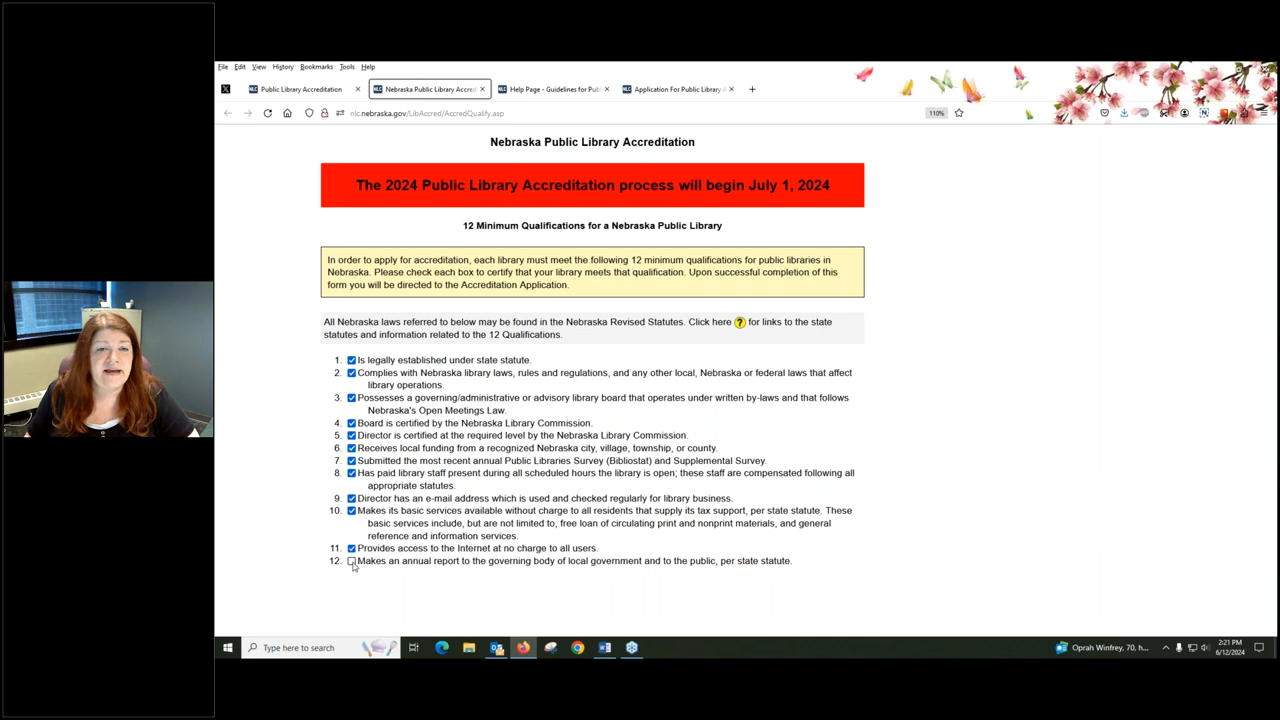 File Edit View History Bookmarks Tools Help
Public Library Accreditation
Nebraska Public Library Accred
Help Page - Guidelines for Pub
Application For Public Library
nlc.nebraska.gov/LibAccred/AccredQualify.asp
110%
Nebraska Public Library Accreditation
The 2024 Public Library Accreditation process will begin July 1, 2024
12 Minimum Qualifications for a Nebraska Public Library
In order to apply for accreditation, each library must meet the following 12 minimum qualifications for public libraries in
Nebraska. Please check each box to certify that your library meets that qualification. Upon successful completion of this
form you will be directed to the Accreditation Application.
All Nebraska laws referred to below may be found in the Nebraska Revised Statutes. Click here ? for links to the state
statutes and information related to the 12 Qualifications.
1. Is legally established under state statute.
2. Complies with Nebraska library laws, rules and regulations, and any other local, Nebraska or federal laws that affect
library operations.
3. Possesses a governing/administrative or advisory library board that operates under written by-laws and that follows
Nebraska's Open Meetings Law.
4. Board is certified by the Nebraska Library Commission.
5. Director is certified at the required level by the Nebraska Library Commission.
6. Receives local funding from a recognized Nebraska city, village, township, or county.
7. Submitted the most recent annual Public Libraries Survey (Bibliostat) and Supplemental Survey.
8. Has paid library staff present during all scheduled hours the library is open; these staff are compensated following all
appropriate statutes.
9. Director has an e-mail address which is used and checked regularly for library business.
10. Makes its basic services available without charge to all residents that supply its tax support, per state statute. These
basic services include, but are not limited to, free loan of circulating print and nonprint materials, and general
reference and information services.
11. Provides access to the Internet at no charge to all users.
12. Makes an annual report to the governing body of local government and to the public, per state statute.
Type here to search
Oprah Winfrey, 70, h...
2:21 PM
6/12/2024